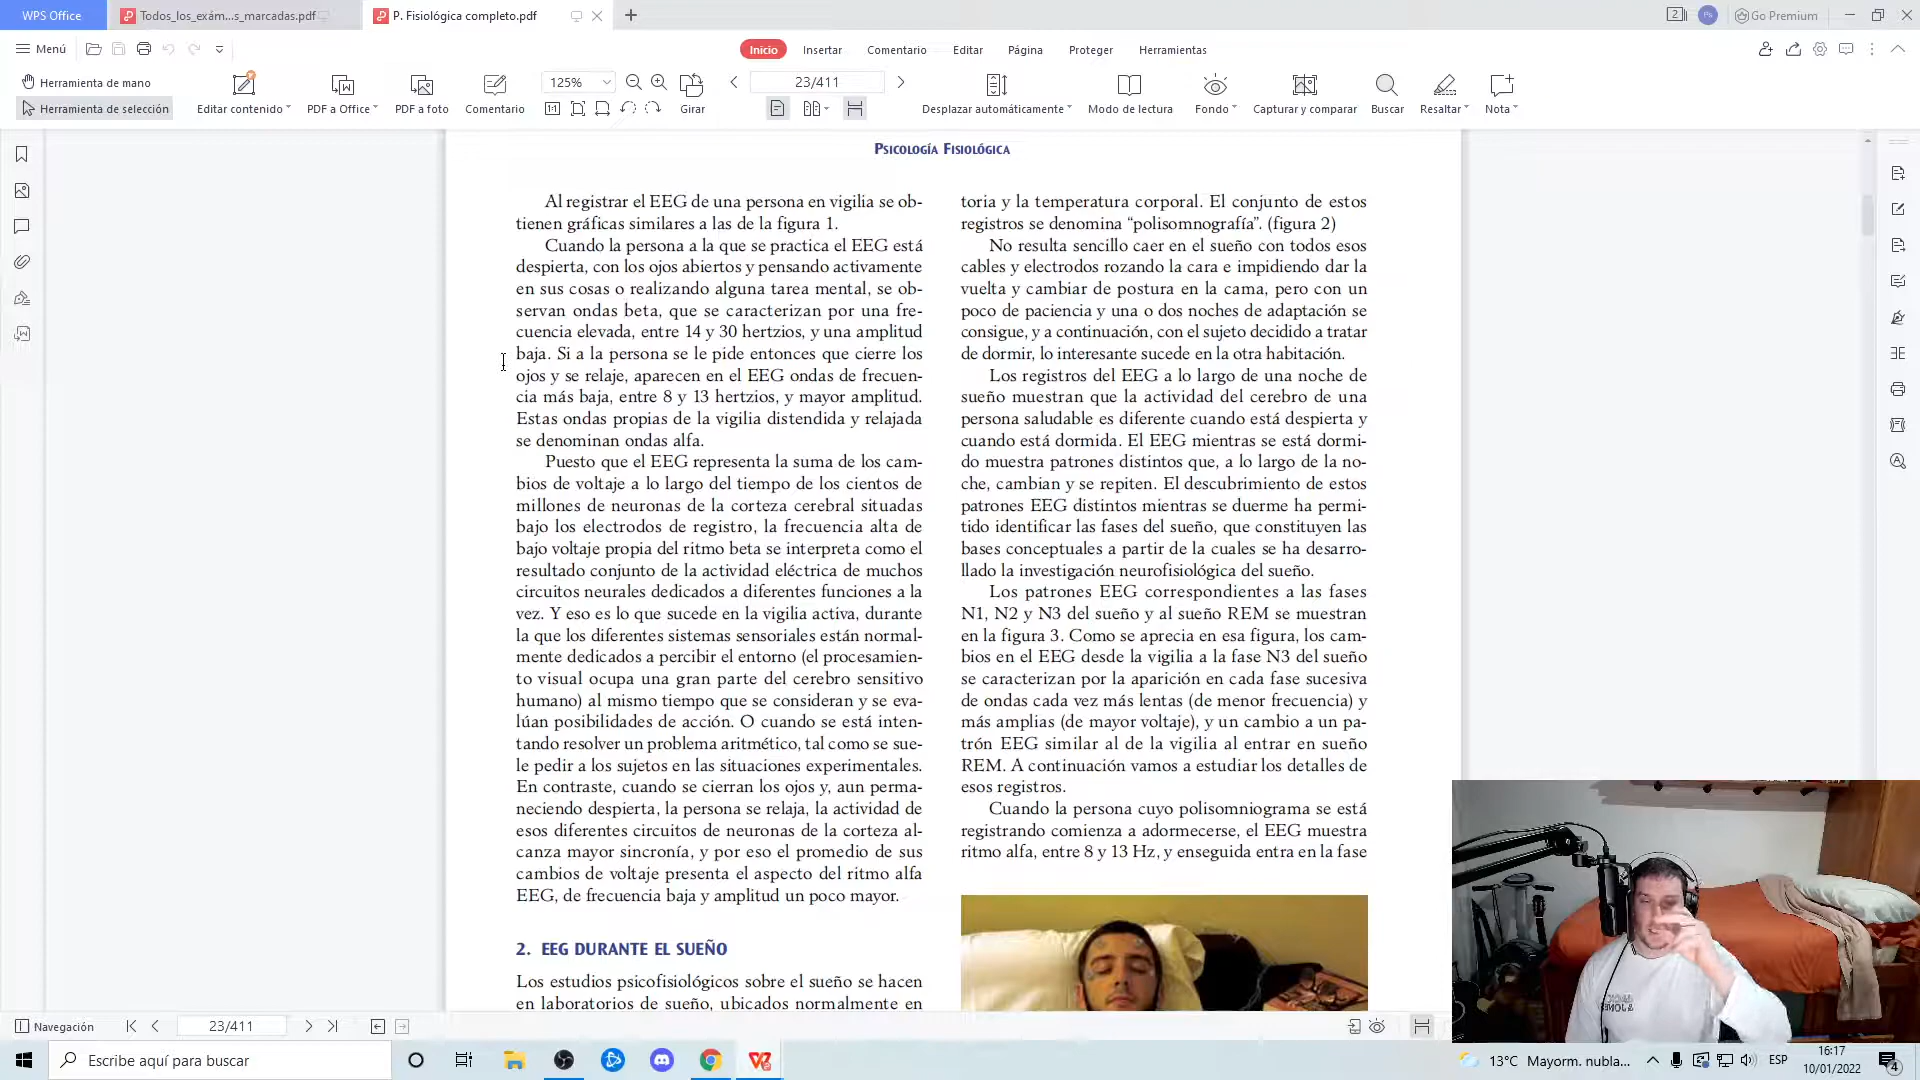 WPS Office
Todos_los_exám...s_marcadas.pdf
P. Fisiológica completo.pdf
2
Go Premium
Menú
Inicio
Insertar
Comentario
Editar
Página
Proteger
Herramientas
Herramienta de mano
Herramienta de selección
Editar contenido
PDF a Office
PDF a foto
Comentario
125%
Girar
23/411
Desplazar automáticamente
Modo de lectura
Fondo
Capturar y comparar
Buscar
Resaltar
Nota
Psicología Fisiológica
Al registrar el EEG de una persona en vigilia se ob-
tienen gráficas similares a las de la figura 1.
Cuando la persona a la que se practica el EEG está
despierta, con los ojos abiertos y pensando activamente
en sus cosas o realizando alguna tarea mental, se ob-
servan ondas beta, que se caracterizan por una fre-
cuencia elevada, entre 14 y 30 hertzios, y una amplitud
baja. Si a la persona se le pide entonces que cierre los
ojos y se relaje, aparecen en el EEG ondas de frecuen-
cia más baja, entre 8 y 13 hertzios, y mayor amplitud.
Estas ondas propias de la vigilia distendida y relajada
se denominan ondas alfa.
Puesto que el EEG representa la suma de los cam-
bios de voltaje a lo largo del tiempo de los cientos de
millones de neuronas de la corteza cerebral situadas
bajo los electrodos de registro, la frecuencia alta de
bajo voltaje propia del ritmo beta se interpreta como el
resultado conjunto de la actividad eléctrica de muchos
circuitos neurales dedicados a diferentes funciones a la
vez. Y eso es lo que sucede en la vigilia activa, durante
la que los diferentes sistemas sensoriales están normal-
mente dedicados a percibir el entorno (el procesamien-
to visual ocupa una gran parte del cerebro sensitivo
humano) al mismo tiempo que se consideran y se eva-
lúan posibilidades de acción. O cuando se está inten-
tando resolver un problema aritmético, tal como se sue-
le pedir a los sujetos en las situaciones experimentales.
En contraste, cuando se cierran los ojos y, aun perma-
neciendo despierta, la persona se relaja, la actividad de
esos diferentes circuitos de neuronas de la corteza al-
canza mayor sincronía, y por eso el promedio de sus
cambios de voltaje presenta el aspecto del ritmo alfa
EEG, de frecuencia baja y amplitud un poco mayor.
2. EEG DURANTE EL SUEÑO
Los estudios psicofisiológicos sobre el sueño se hacen
en laboratorios de sueño, ubicados normalmente en
toria y la temperatura corporal. El conjunto de estos
registros se denomina “polisomnografía”. (figura 2)
No resulta sencillo caer en el sueño con todos esos
cables y electrodos rozando la cara e impidiendo dar la
vuelta y cambiar de postura en la cama, pero con un
poco de paciencia y una o dos noches de adaptación se
consigue, y a continuación, con el sujeto decidido a tratar
de dormir, lo interesante sucede en la otra habitación.
Los registros del EEG a lo largo de una noche de
sueño muestran que la actividad del cerebro de una
persona saludable es diferente cuando está despierta y
cuando está dormida. El EEG mientras se está dormi-
do muestra patrones distintos que, a lo largo de la no-
che, cambian y se repiten. El descubrimiento de estos
patrones EEG distintos mientras se duerme ha permi-
tido identificar las fases del sueño, que constituyen las
bases conceptuales a partir de la cuales se ha desarro-
llado la investigación neurofisiológica del sueño.
Los patrones EEG correspondientes a las fases
N1, N2 y N3 del sueño y al sueño REM se muestran
en la figura 3. Como se aprecia en esa figura, los cam-
bios en el EEG desde la vigilia a la fase N3 del sueño
se caracterizan por la aparición en cada fase sucesiva
de ondas cada vez más lentas (de menor frecuencia) y
más amplias (de mayor voltaje), y un cambio a un pa-
trón EEG similar al de la vigilia al entrar en sueño
REM. A continuación vamos a estudiar los detalles de
esos registros.
Cuando la persona cuyo polisomniograma se está
registrando comienza a adormecerse, el EEG muestra
ritmo alfa, entre 8 y 13 Hz, y enseguida entra en la fase
Navegación
23/411
Escribe aquí para buscar
13°C Mayorm. nubla...
ESP
16:17
10/01/2022
4